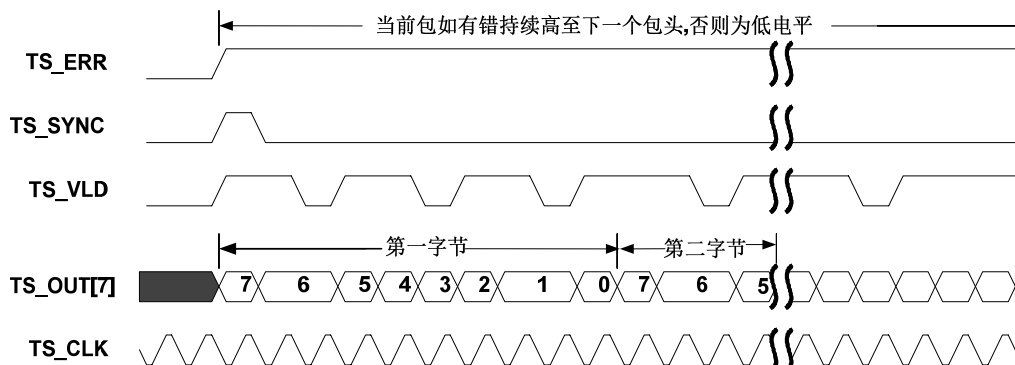 当前包如有错持续高至下一个包头,否则为低电平
TS_ERR
TS_SYNC
TS_VLD
第一字节 第二字节
TS_OUT[7] 7 6 5 4 3 2 1 0 7 6 5
TS_CLK